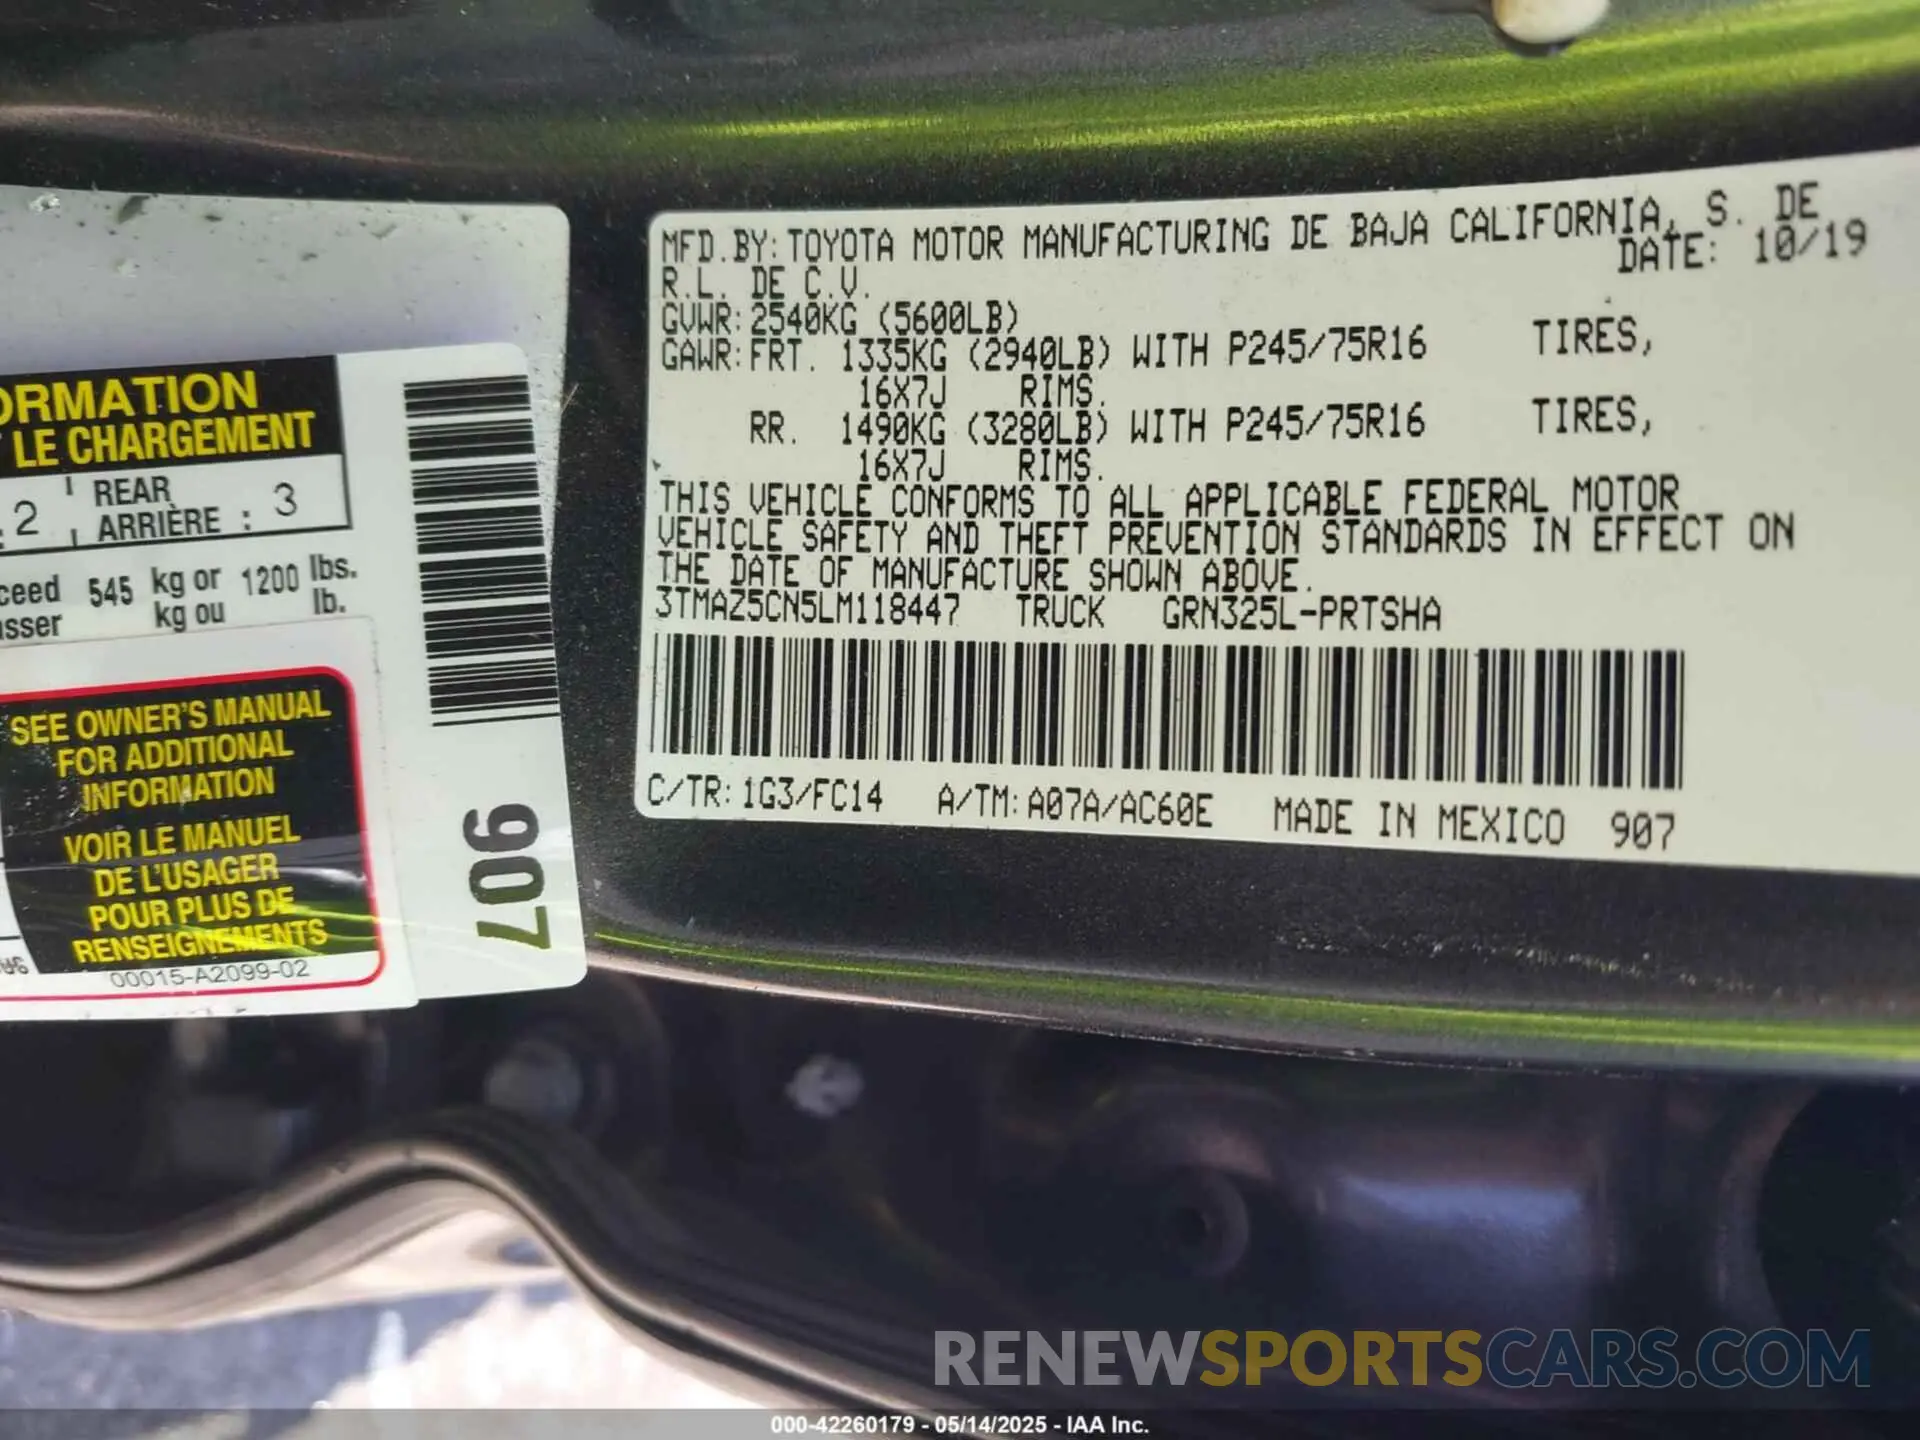 ORMATION
LE CHARGEMENT
2 REAR
ARRIÈRE : 3
545 kg or 1200 lbs.
kg ou lb.
SEE OWNER'S MANUAL
FOR ADDITIONAL
INFORMATION
VOIR LE MANUEL
DE L'USAGER
POUR PLUS DE
RENSEIGNEMENTS
00015-A2099-02
907
MFD.BY:TOYOTA MOTOR MANUFACTURING DE BAJA CALIFORNIA, S. DE
R.L. DE C.V. DATE: 10/19
GVWR:2540KG (5600LB)
GAWR:FRT. 1335KG (2940LB) WITH P245/75R16 TIRES,
16X7J RIMS.
RR. 1490KG (3280LB) WITH P245/75R16 TIRES,
16X7J RIMS.
THIS VEHICLE CONFORMS TO ALL APPLICABLE FEDERAL MOTOR
VEHICLE SAFETY AND THEFT PREVENTION STANDARDS IN EFFECT ON
THE DATE OF MANUFACTURE SHOWN ABOVE.
3TMAZ5CN5LM118447 TRUCK GRN325L-PRTSHA
C/TR:1G3/FC14 A/TM:A07A/AC60E MADE IN MEXICO 907
RENEWSPORTSCARS.COM
000-42260179 - 05/14/2025 - IAA Inc.